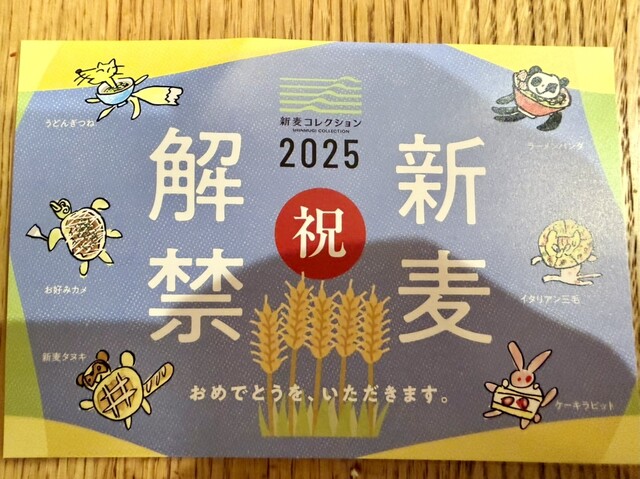 新麦コレクション
SHINMUGI COLLECTION
2025
祝
新麦
解禁
おめでとうを、いただきます。
うどんぎつね
お好みカメ
新麦タヌキ
ラーメンパンダ
イタリアン三毛
ケーキラビット